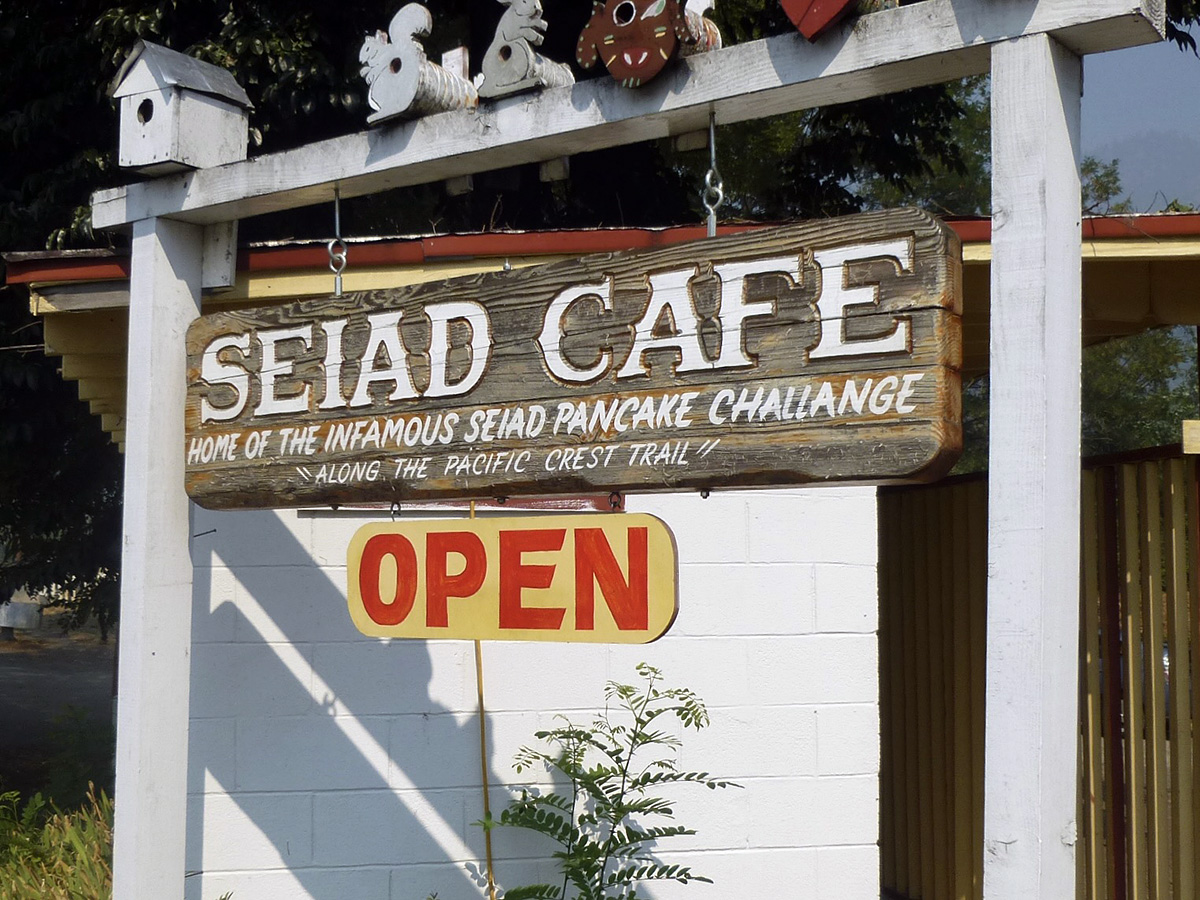 SEIAD CAFE
HOME OF THE INFAMOUS SEIAD PANCAKE CHALLANGE
"ALONG THE PACIFIC CREST TRAIL"
OPEN